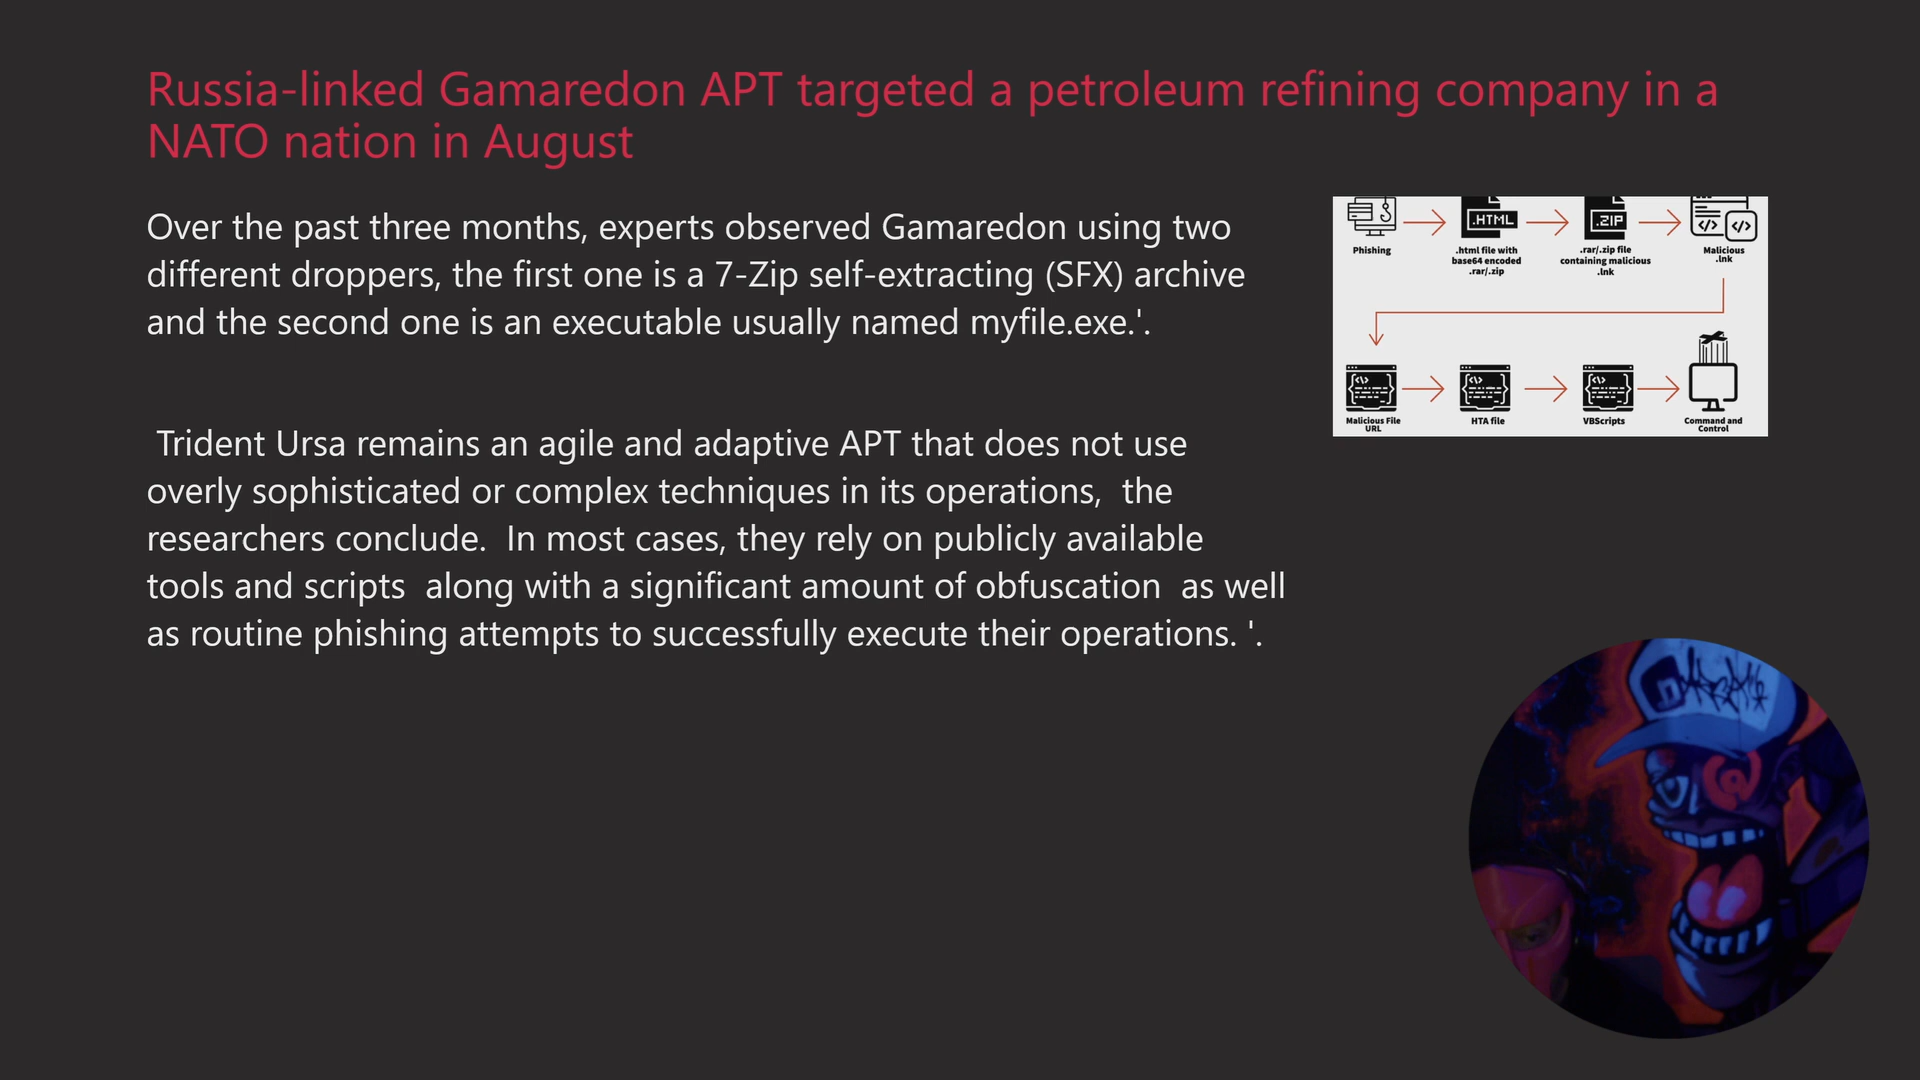 Russia-linked Gamaredon APT targeted a petroleum refining company in a
NATO nation in August
Over the past three months, experts observed Gamaredon using two
different droppers, the first one is a 7-Zip self-extracting (SFX) archive
and the second one is an executable usually named myfile.exe.'.
Trident Ursa remains an agile and adaptive APT that does not use
overly sophisticated or complex techniques in its operations,  the
researchers conclude.  In most cases, they rely on publicly available
tools and scripts  along with a significant amount of obfuscation  as well
as routine phishing attempts to successfully execute their operations. '.
.HTML
.ZIP
Phishing
.html file with
base64 encoded
.rar/.zip
.rar/.zip file
containing malicious
.lnk
Malicious
.lnk
Malicious File
URL
HTA file
VBScripts
Command and
Control